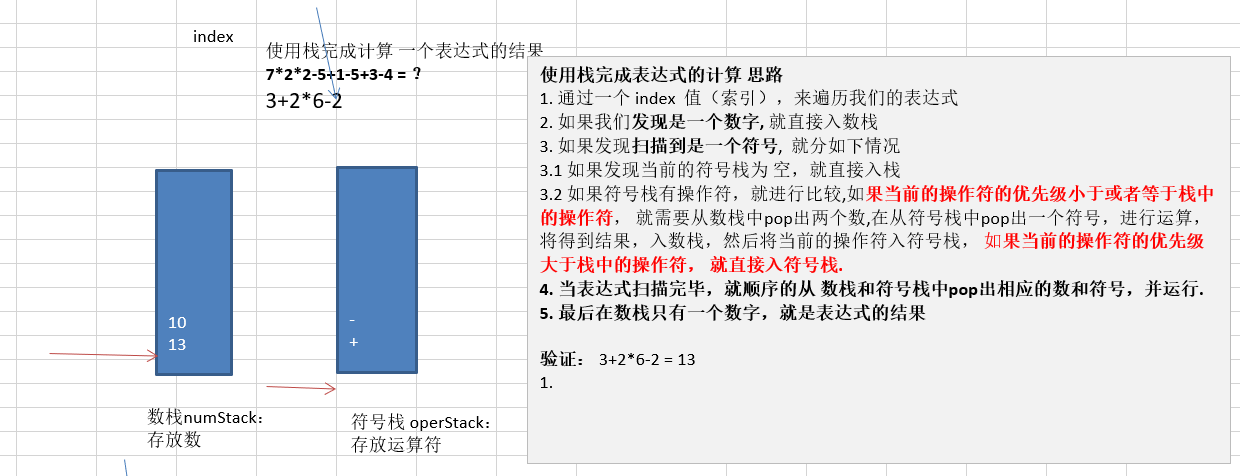 index
使用栈完成计算 一个表达式的结果
7*2*2-5+1-5+3-4 = ？
3+2*6-2
10
13
-
+
数栈numStack：
存放数
符号栈 operStack：
存放运算符
使用栈完成表达式的计算 思路
1. 通过一个 index 值（索引），来遍历我们的表达式
2. 如果我们发现是一个数字, 就直接入数栈
3. 如果发现扫描到是一个符号, 就分如下情况
3.1 如果发现当前的符号栈为 空，就直接入栈
3.2 如果符号栈有操作符，就进行比较,如果当前的操作符的优先级小于或者等于栈中
的操作符， 就需要从数栈中pop出两个数,在从符号栈中pop出一个符号，进行运算，
将得到结果，入数栈，然后将当前的操作符入符号栈， 如果当前的操作符的优先级
大于栈中的操作符， 就直接入符号栈.
4. 当表达式扫描完毕，就顺序的从 数栈和符号栈中pop出相应的数和符号，并运行.
5. 最后在数栈只有一个数字，就是表达式的结果
验证： 3+2*6-2 = 13
1.